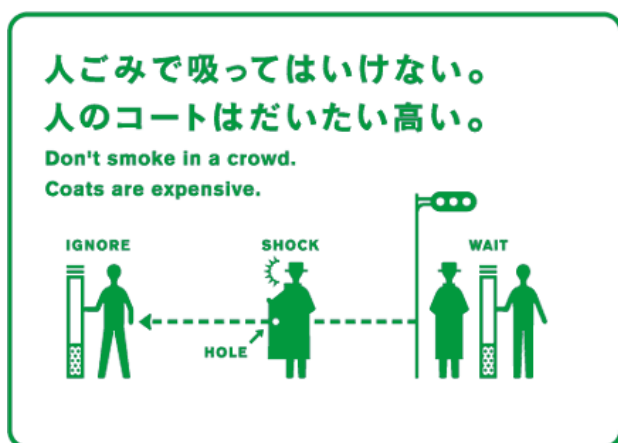 人ごみで吸ってはいけない。
人のコートはだいたい高い。
Don't smoke in a crowd.
Coats are expensive.
IGNORE
SHOCK
WAIT
HOLE